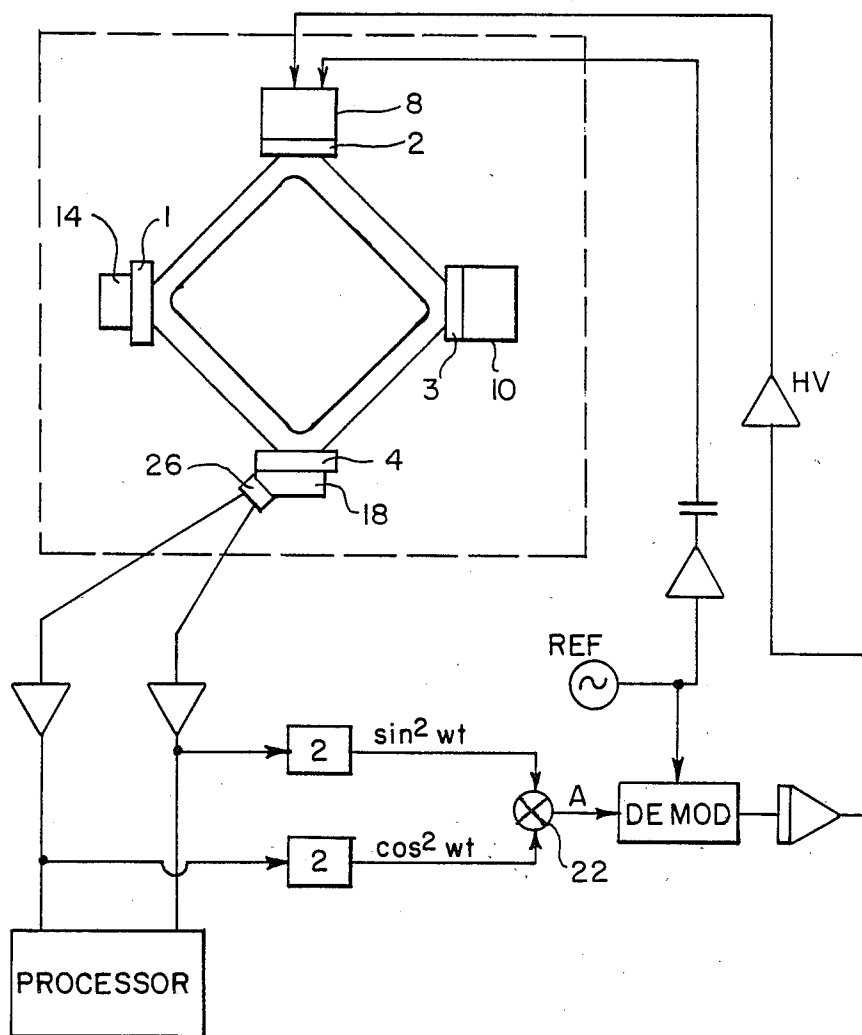 8
2
14
1
3
10
HV
26
4
18
REF
~
2
sin² wt
A
DEMOD
2
cos² wt
22
PROCESSOR